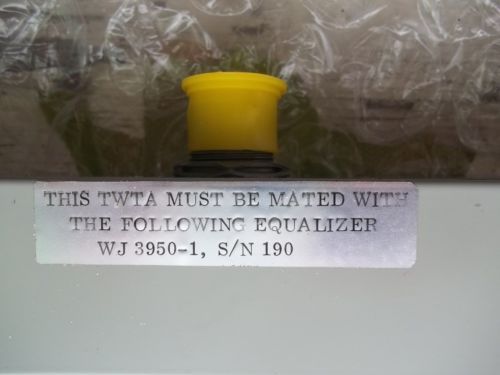 THIS TWTA MUST BE MATED WITH
THE FOLLOWING EQUALIZER
WJ 3950-1, S/N 190